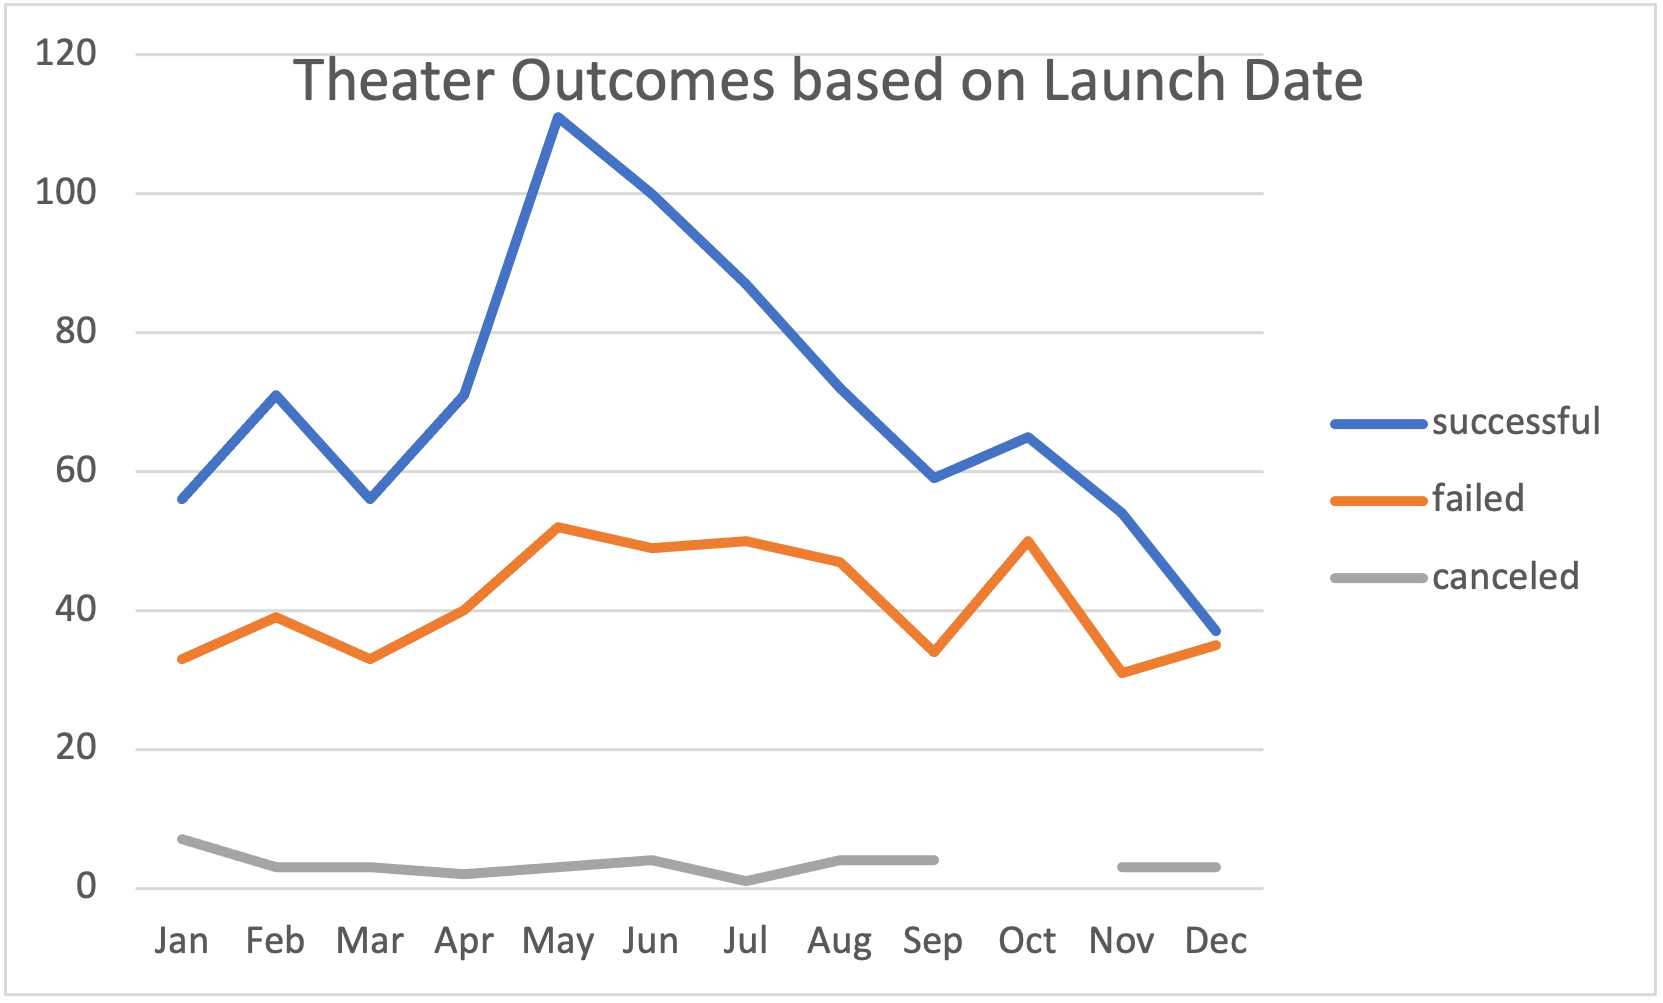 Theater Outcomes based on Launch Date
120
100
80
60
40
20
0
Jan Feb Mar Apr May Jun Jul Aug Sep Oct Nov Dec
successful
failed
canceled